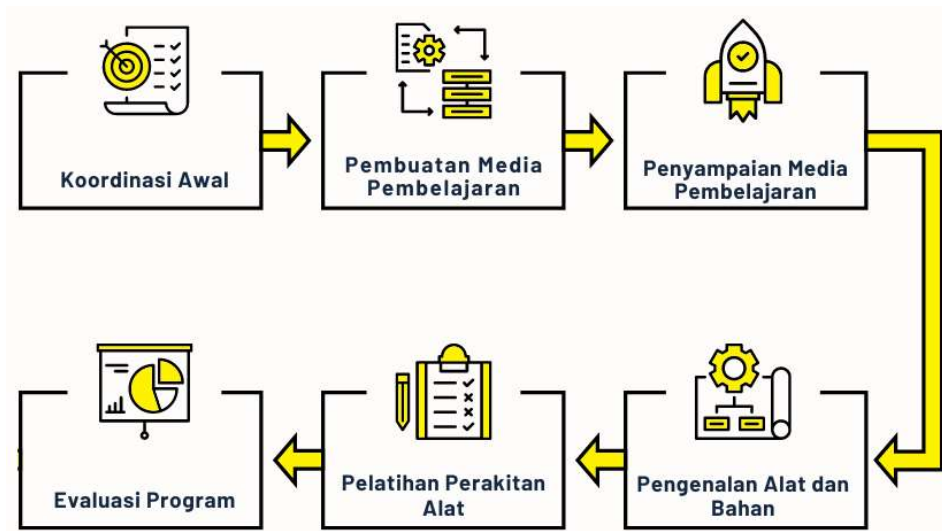 Koordinasi Awal
Pembuatan Media
Pembelajaran
Penyampaian Media
Pembelajaran
Pengenalan Alat dan
Bahan
Pelatihan Perakitan
Alat
Evaluasi Program